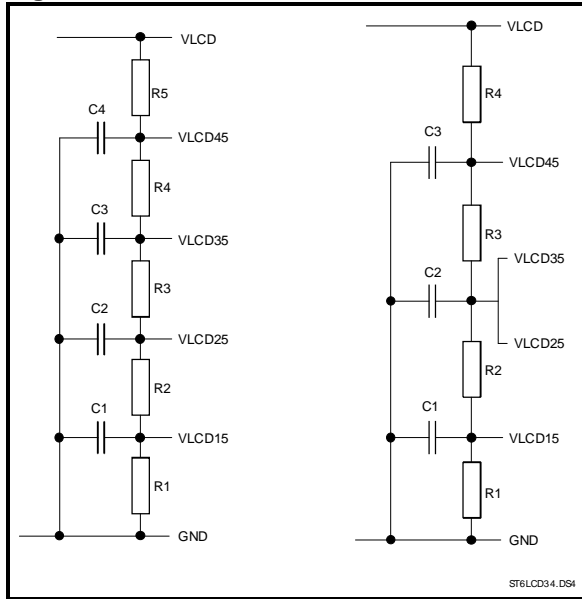 VLCD
R5
C4
VLCD45
R4
C3
VLCD35
R3
C2
VLCD25
R2
C1
VLCD15
R1
GND
VLCD
R4
C3
VLCD45
R3
VLCD35
C2
VLCD25
R2
C1
VLCD15
R1
GND
ST6LCD34.DS4